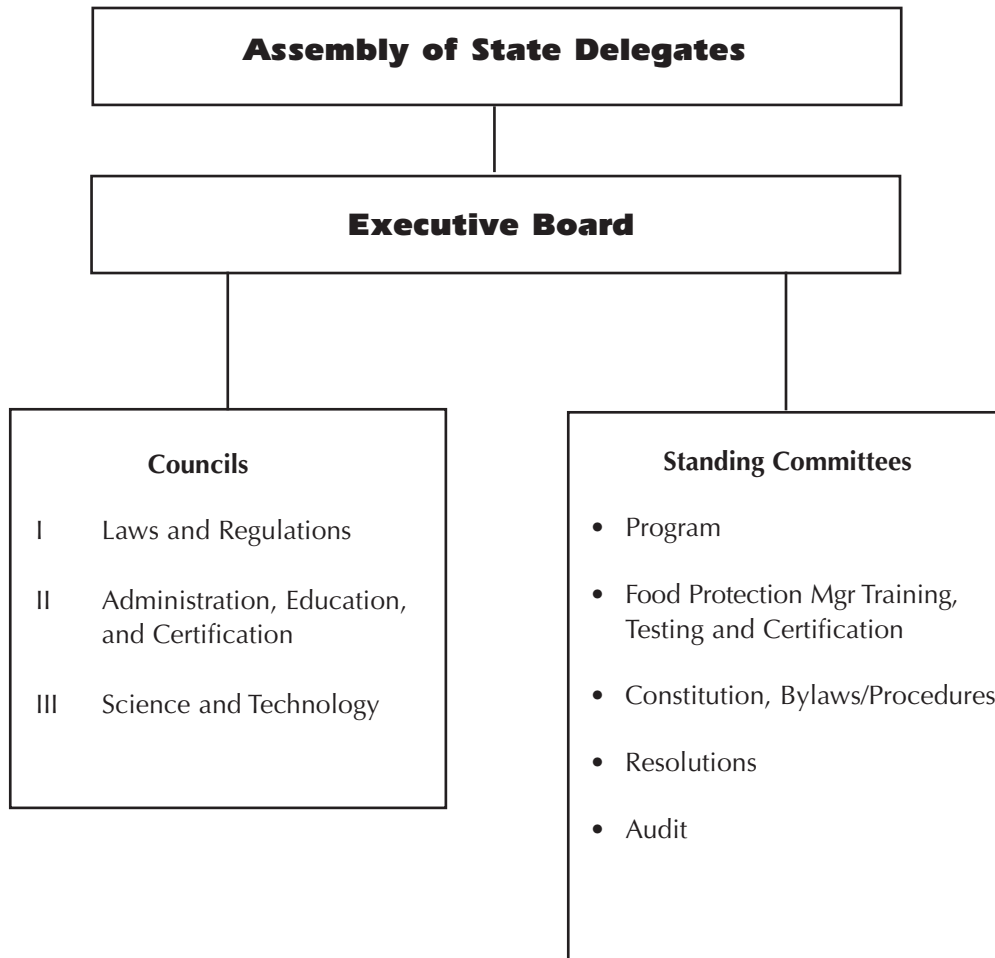 Assembly of State Delegates
Executive Board
Councils
I Laws and Regulations
II Administration, Education,
and Certification
III Science and Technology
Standing Committees
• Program
• Food Protection Mgr Training,
Testing and Certification
• Constitution, Bylaws/Procedures
• Resolutions
• Audit